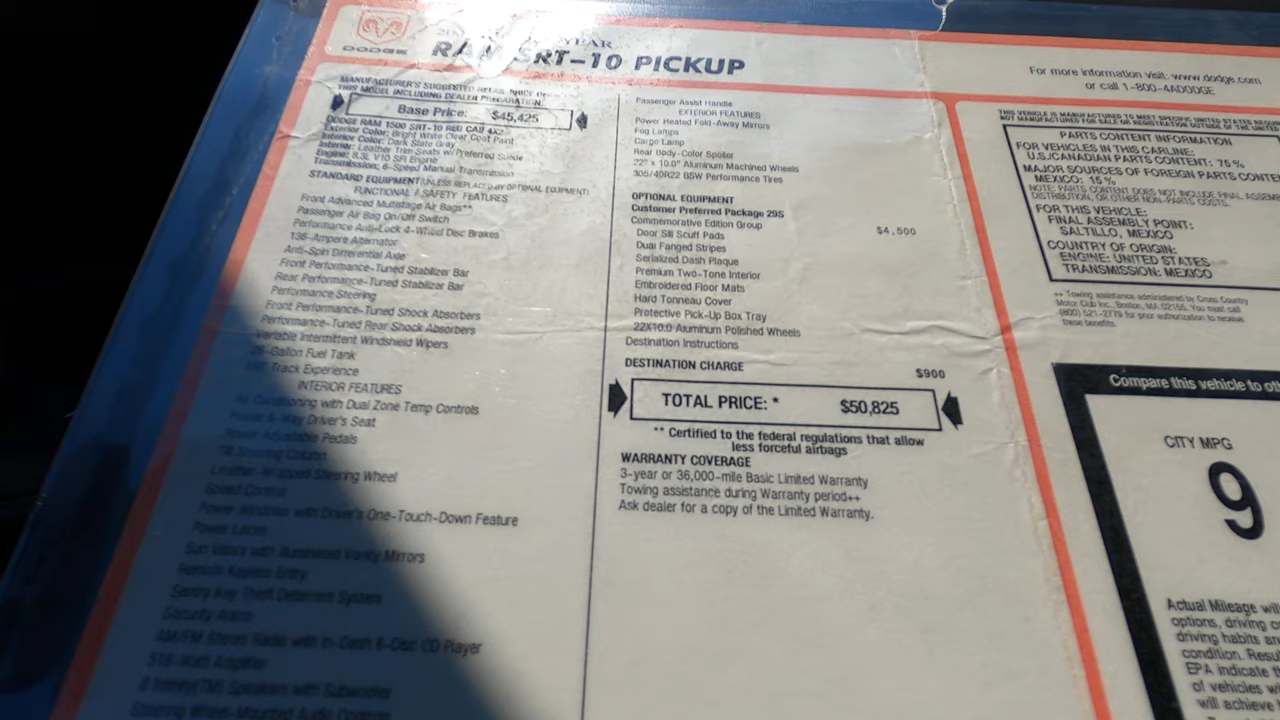 DODGE
YEAR
RAM SRT-10 PICKUP
MANUFACTURER'S SUGGESTED RETAIL PRICE OF
THIS MODEL INCLUDING DEALER PREPARATION:
Base Price: $45,425
DODGE RAM 1500 SRT-10 REG CAB 4X2
Exterior Color: Bright White Clear Coat Paint
Interior Color: Dark Slate Gray
Interior: Leather Trim Seats w/Preferred Suede
Engine: 8.3L V10 SFI Engine
Transmission: 6-Speed Manual Transmission
STANDARD EQUIPMENT (UNLESS REPLACED BY OPTIONAL EQUIPMENT)
FUNCTIONAL & SAFETY FEATURES
Front Advanced Multistage Air Bags**
Passenger Air Bag On/Off Switch
Performance Anti-Lock 4-Wheel Disc Brakes
136-Ampere Alternator
Anti-Spin Differential Axle
Front Performance-Tuned Stabilizer Bar
Rear Performance-Tuned Stabilizer Bar
Performance Steering
Front Performance-Tuned Shock Absorbers
Performance-Tuned Rear Shock Absorbers
Variable Intermittent Windshield Wipers
26-Gallon Fuel Tank
Track Experience
INTERIOR FEATURES
Air Conditioning with Dual Zone Temp Controls
Power 6-Way Driver's Seat
Power Adjustable Pedals
Tilt Steering Column
Leather-Wrapped Steering Wheel
Speed Control
Power Windows with Driver's One-Touch-Down Feature
Power Locks
Sun Visors with Illuminated Vanity Mirrors
Remote Keyless Entry
Sentry Key Theft Deterrent System
Security Alarm
AM/FM Stereo Radio with In-Dash 6-Disc CD Player
518-Watt Amplifier
6 Infinity(TM) Speakers with Subwoofer
Steering Wheel-Mounted Audio Controls
Passenger Assist Handle
EXTERIOR FEATURES
Power Heated Fold-Away Mirrors
Fog Lamps
Cargo Lamp
Rear Body-Color Spoiler
22" x 10.0" Aluminum Machined Wheels
305/40R22 BSW Performance Tires
OPTIONAL EQUIPMENT
Customer Preferred Package 29S
Commemorative Edition Group $4,500
Door Sill Scuff Pads
Dual Fanged Stripes
Serialized Dash Plaque
Premium Two-Tone Interior
Embroidered Floor Mats
Hard Tonneau Cover
Protective Pick-Up Box Tray
22X10.0 Aluminum Polished Wheels
Destination Instructions
DESTINATION CHARGE $900
TOTAL PRICE: * $50,825
** Certified to the federal regulations that allow
less forceful airbags
WARRANTY COVERAGE
3-year or 36,000-mile Basic Limited Warranty
Towing assistance during Warranty period++
Ask dealer for a copy of the Limited Warranty.
For more information visit: www.dodge.com
or call 1-800-4ADODGE
THIS VEHICLE IS MANUFACTURED TO MEET SPECIFIC UNITED STATES
NOT MANUFACTURED FOR SALE OR REGISTRATION OUTSIDE OF THE UNITED
PARTS CONTENT INFORMATION
FOR VEHICLES IN THIS CARLINE:
U.S./CANADIAN PARTS CONTENT: 75%
MAJOR SOURCES OF FOREIGN PARTS CONTE
MEXICO: 15%
NOTE: PARTS CONTENT DOES NOT INCLUDE FINAL ASSEM
DISTRIBUTION, OR OTHER NON-PARTS COSTS.
FOR THIS VEHICLE:
FINAL ASSEMBLY POINT:
SALTILLO, MEXICO
COUNTRY OF ORIGIN:
ENGINE: UNITED STATES
TRANSMISSION: MEXICO
++ Towing assistance administered by Cross Country
Motor Club Inc., Boston, MA 02155. You must call
(800) 521-2779 for prior authorization to receive
these benefits.
Compare this vehicle to ot
CITY MPG
9
Actual Mileage wil
options, driving c
driving habits an
condition. Resu
EPA indicate th
of vehicles wi
will achieve